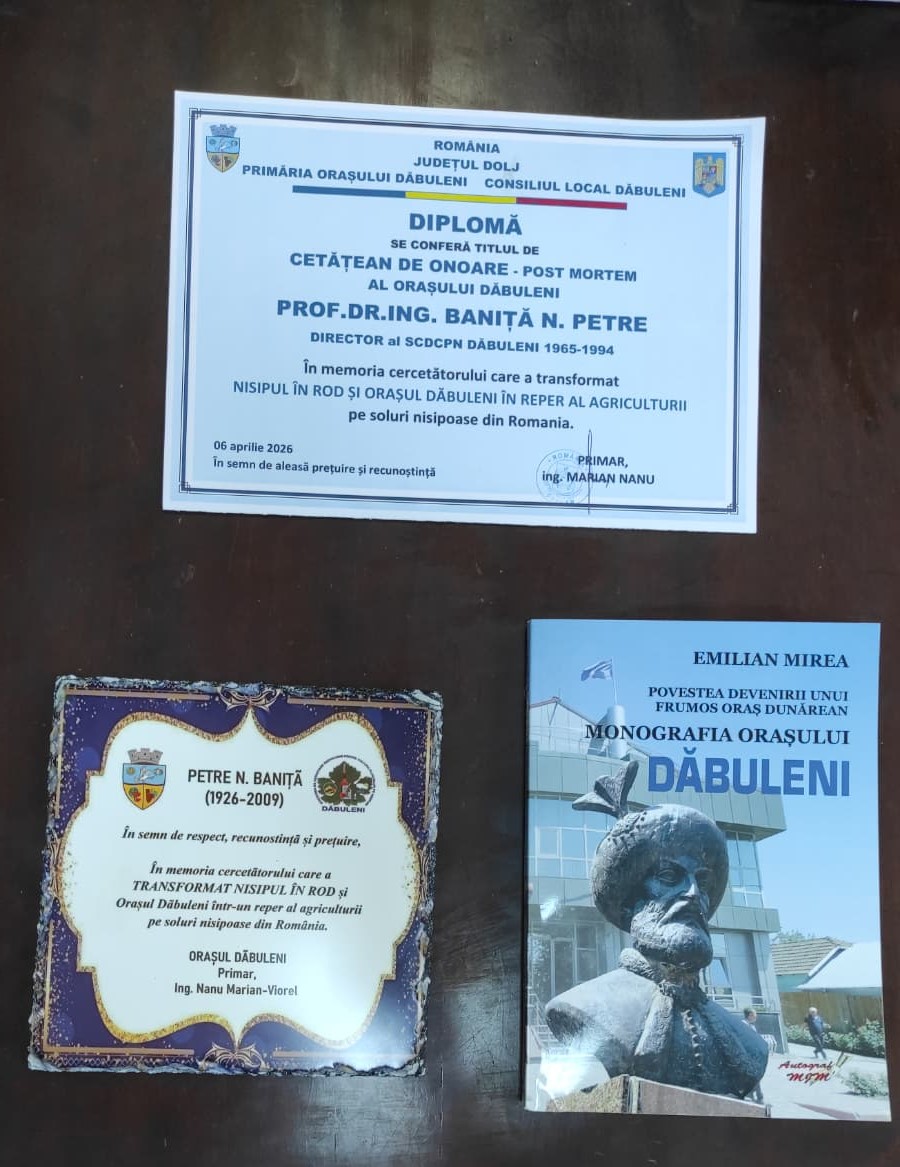 ROMÂNIA
JUDEȚUL DOLJ
PRIMĂRIA ORAȘULUI DĂBULENI CONSILIUL LOCAL DĂBULENI
DIPLOMĂ
SE CONFERĂ TITLUL DE
CETĂȚEAN DE ONOARE - POST MORTEM
AL ORAȘULUI DĂBULENI
PROF.DR.ING. BANIȚĂ N. PETRE
DIRECTOR al SCDCPN DĂBULENI 1965-1994
În memoria cercetătorului care a transformat
NISIPUL ÎN ROD ȘI ORAȘUL DĂBULENI ÎN REPER AL AGRICULTURII
pe soluri nisipoase din Romania.
06 aprilie 2026
În semn de aleasă prețuire și recunoștință
PRIMAR,
ing. MARIAN NANU
PETRE N. BANIȚĂ
(1926-2009)
DĂBULENI
În semn de respect, recunostință și prețuire,
În memoria cercetătorului care a
TRANSFORMAT NISIPUL ÎN ROD și
Orașul Dăbuleni într-un reper al agriculturii
pe soluri nisipoase din România.
ORAȘUL DĂBULENI
Primar,
Ing. Nanu Marian-Viorel
EMILIAN MIREA
POVESTEA DEVENIRII UNUI
FRUMOS ORAȘ DUNĂREAN
MONOGRAFIA ORAȘULUI
DĂBULENI
Autograf
MJM